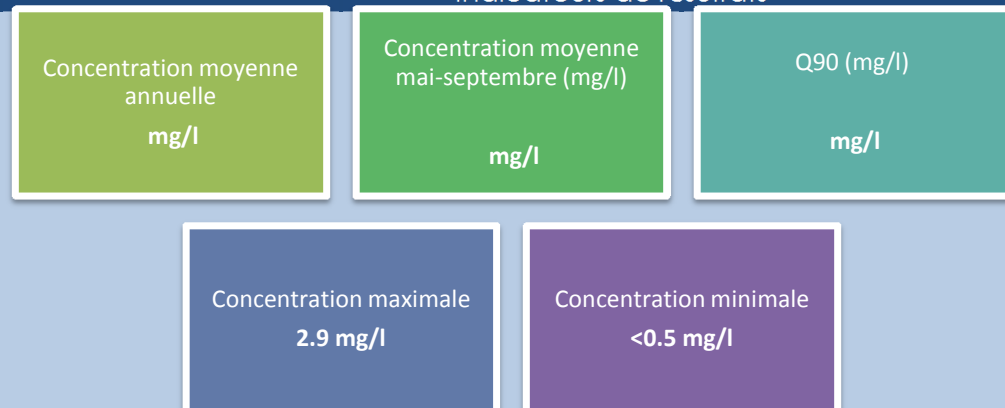 Concentration moyenne
annuelle
mg/l
Concentration moyenne
mai-septembre (mg/l)
mg/l
Q90 (mg/l)
mg/l
Concentration maximale
2.9 mg/l
Concentration minimale
<0.5 mg/l